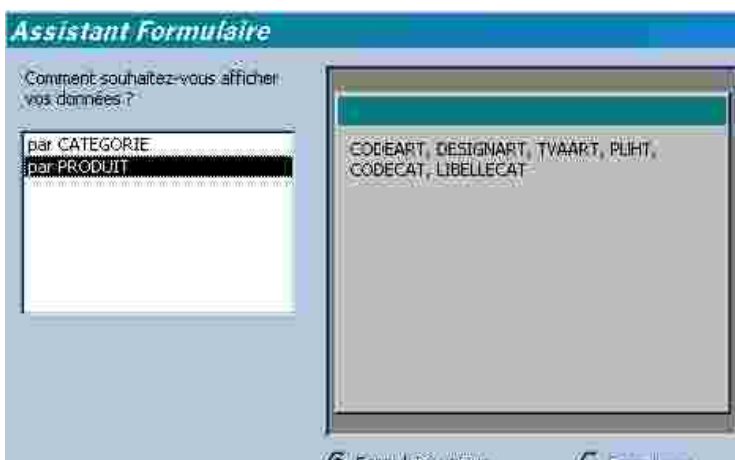 Assistant Formulaire
Comment souhaitez-vous afficher
vos données ?
par CATEGORIE
par PRODUIT
CODEART, DESIGNART, TVAART, PUHT,
CODECAT, LIBELLECAT